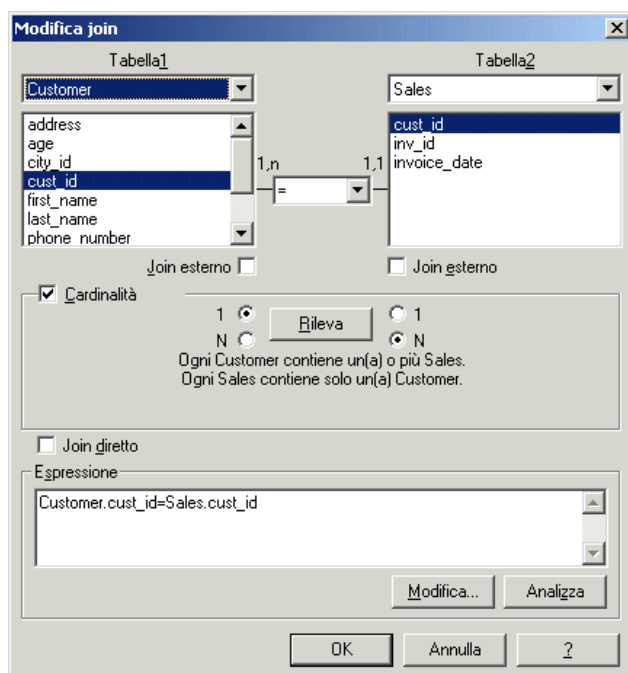 Modifica join
Tabella1 Tabella2
Customer Sales
address cust_id
age inv_id
city_id invoice_date
cust_id
first_name
last_name
phone_number
1,n = 1,1
Join esterno Join esterno
Cardinalità
1 Rileva 1
N N
Ogni Customer contiene un(a) o più Sales.
Ogni Sales contiene solo un(a) Customer.
Join diretto
Espressione
Customer.cust_id=Sales.cust_id
Modifica... Analizza
OK Annulla ?